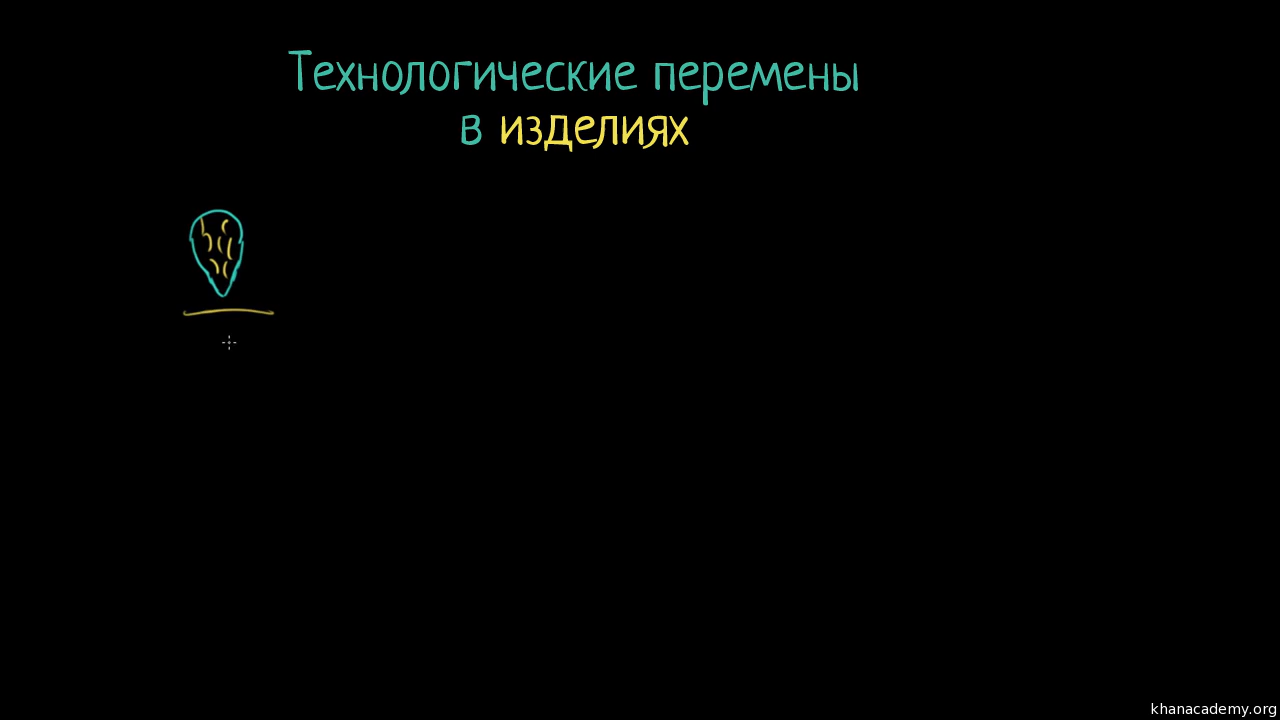 Технологические перемены
в изделиях
khanacademy.org